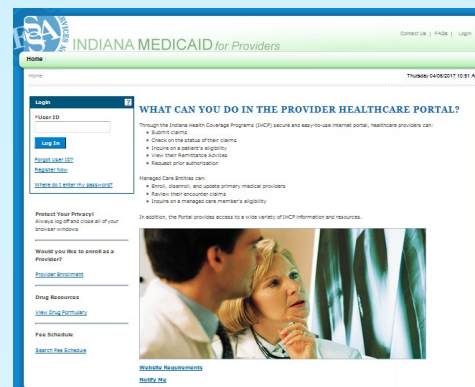 FSSA
SERVICES
INDIANA MEDICAID for Providers
Contact Us | FAQs | Login
Home
Home
Thursday 04/06/2017 10:51 A
Login
?
*User ID
Log In
Forgot User ID?
Register Now
Where do I enter my password?
Protect Your Privacy!
Always log off and close all of your
browser windows
Would you like to enroll as a
Provider?
Provider Enrollment
Drug Resources
View Drug Formulary
Fee Schedule
Search Fee Schedule
WHAT CAN YOU DO IN THE PROVIDER HEALTHCARE PORTAL?
Through the Indiana Health Coverage Programs (IHCP) secure and easy-to-use internet portal, healthcare providers can:
• Submit claims
• Check on the status of their claims
• Inquire on a patient's eligibility
• View their Remittance Advices
• Request prior authorization
Managed Care Entities can:
• Enroll, disenroll, and update primary medical providers
• Review their encounter claims
• Inquire on a managed care member's eligibility
In addition, the Portal provides access to a wide variety of IHCP information and resources.
Website Requirements
Notify Me